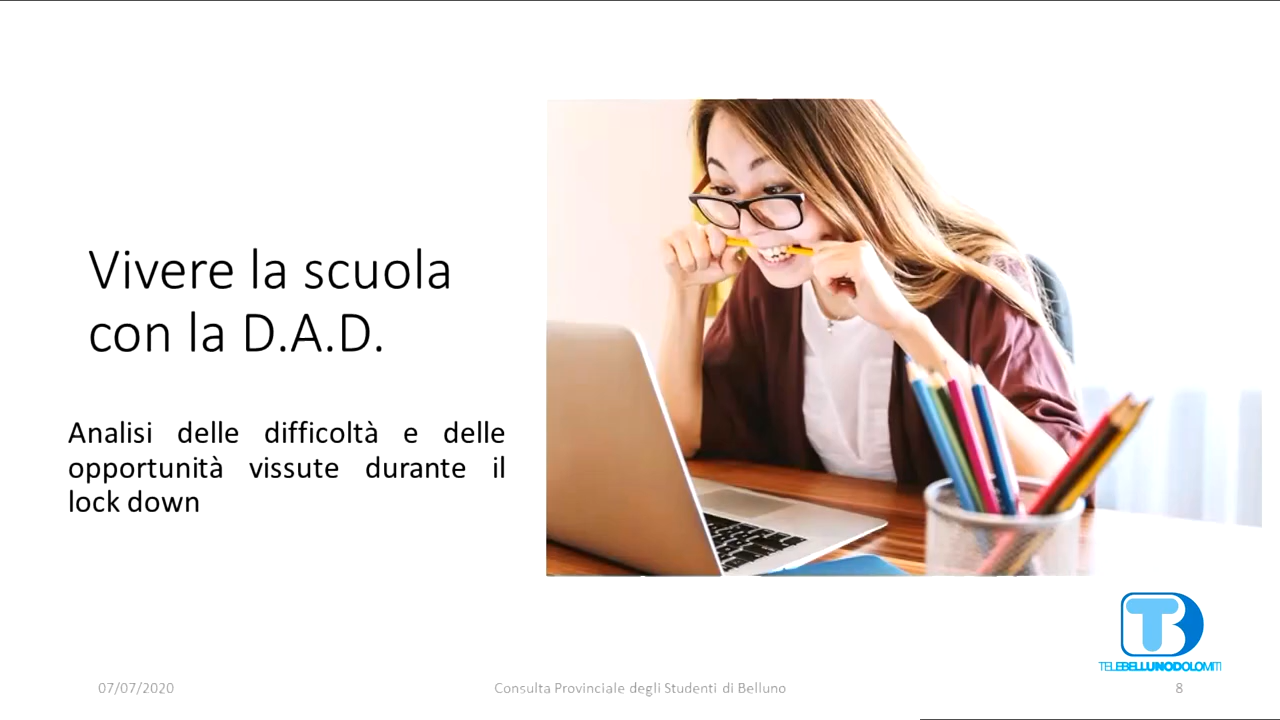 Vivere la scuola
con la D.A.D.
Analisi delle difficoltà e delle
opportunità vissute durante il
lock down
TELEBELLUNODOLOMITI
07/07/2020
Consulta Provinciale degli Studenti di Belluno
8